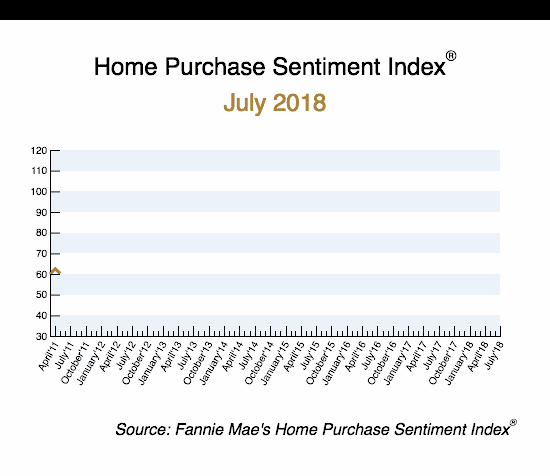 Home Purchase Sentiment Index®
July 2018
120
110
100
90
80
70
60
50
40
30
April'11
July'11
October'11
January'12
April'12
July'12
October'12
January'13
April'13
July'13
October'13
January'14
April'14
July'14
October'14
January'15
April'15
July'15
October'15
January'16
April'16
July'16
October'16
January'17
April'17
July'17
October'17
January'18
April'18
July'18
Source: Fannie Mae's Home Purchase Sentiment Index®